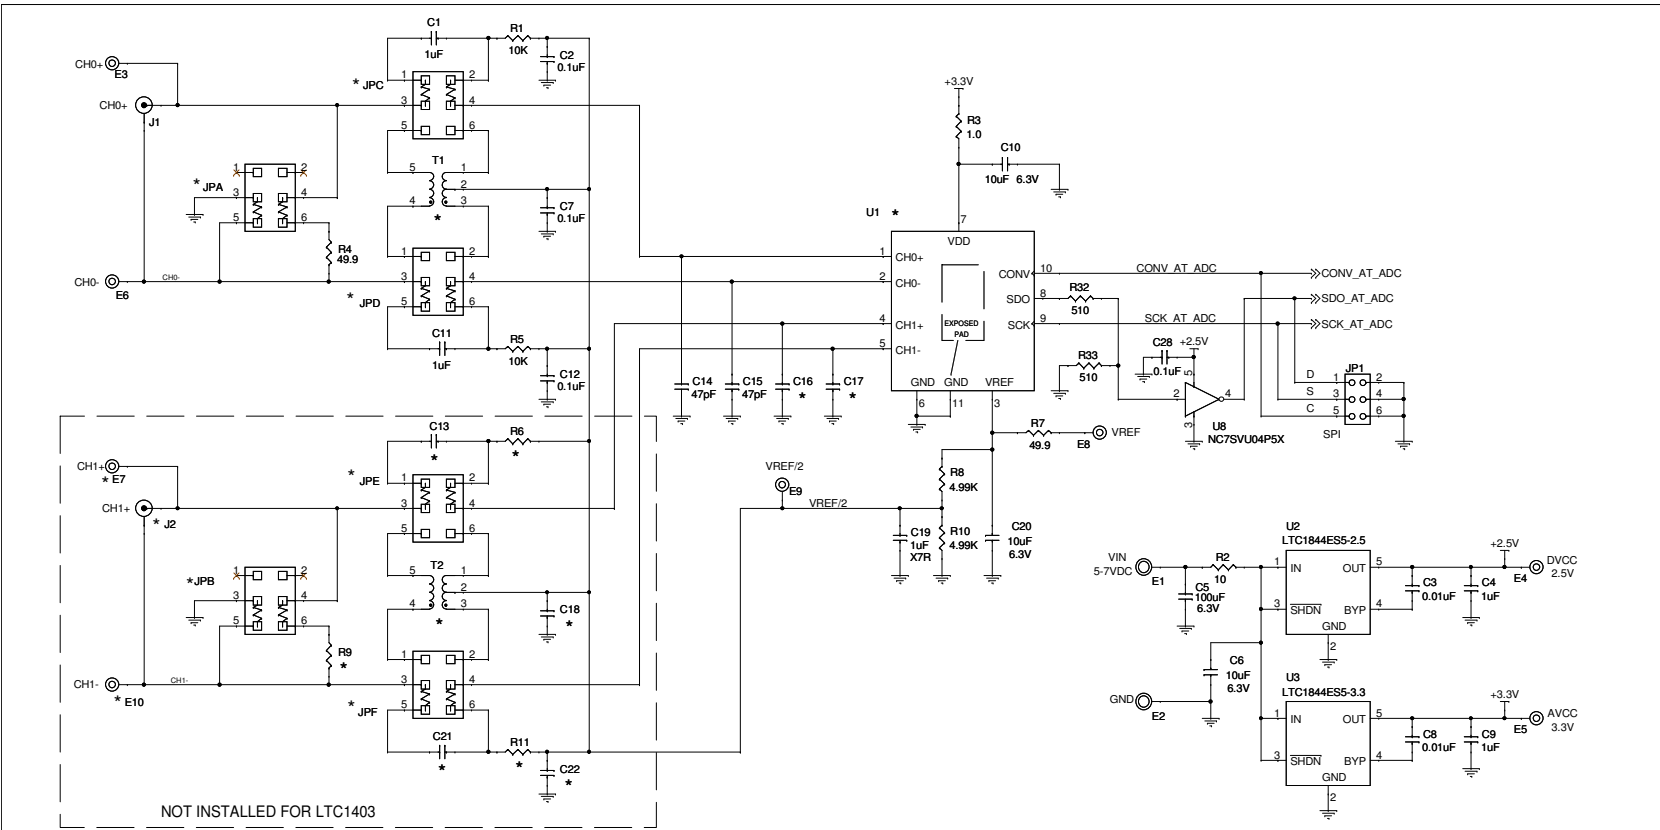 C1
1uF
R1
10K
C2
0.1uF
CH0+
E3
* JPC
1
2
3
4
5
6
CH0+
J1
T1
5
1
2
4
3
*
C7
0.1uF
* JPA
1
2
3
4
5
6
R4
49.9
CH0-
E6
CH0-
* JPD
1
2
3
4
5
6
C11
1uF
R5
10K
C12
0.1uF
+3.3V
R3
1.0
C10
10uF 6.3V
U1 *
7
VDD
1
CH0+
2
CH0-
4
CH1+
5
CH1-
CONV
10
CONV_AT_ADC
CONV_AT_ADC
SDO
8
R32
510
SDO_AT_ADC
SCK
9
SCK_AT_ADC
SCK_AT_ADC
EXPOSED
PAD
GND
GND
VREF
6
11
3
C14
47pF
C15
47pF
C16
*
C17
*
R33
510
C28
0.1uF
+2.5V
5
2
4
3
U8
NC7SVU04P5X
JP1
D
1
2
S
3
4
C
5
6
SPI
R7
49.9
E8
VREF
VREF/2
E9
VREF/2
R8
4.99K
C19
1uF
X7R
R10
4.99K
C20
10uF
6.3V
C13
*
R6
*
CH1+
* E7
* JPE
1
2
3
4
5
6
CH1+
* J2
T2
5
1
2
4
3
*
C18
*
*JPB
1
2
3
4
5
6
R9
*
CH1-
* E10
CH1-
* JPF
1
2
3
4
5
6
C21
*
R11
*
C22
*
NOT INSTALLED FOR LTC1403
VIN
5-7VDC
E1
C5
100uF
6.3V
R2
10
U2
LTC1844ES5-2.5
1
IN
OUT
5
3
SHDN
BYP
4
GND
2
C3
0.01uF
C4
1uF
+2.5V
E4
DVCC
2.5V
C6
10uF
6.3V
GND
E2
U3
LTC1844ES5-3.3
1
IN
OUT
5
3
SHDN
BYP
4
GND
2
C8
0.01uF
C9
1uF
+3.3V
E5
AVCC
3.3V